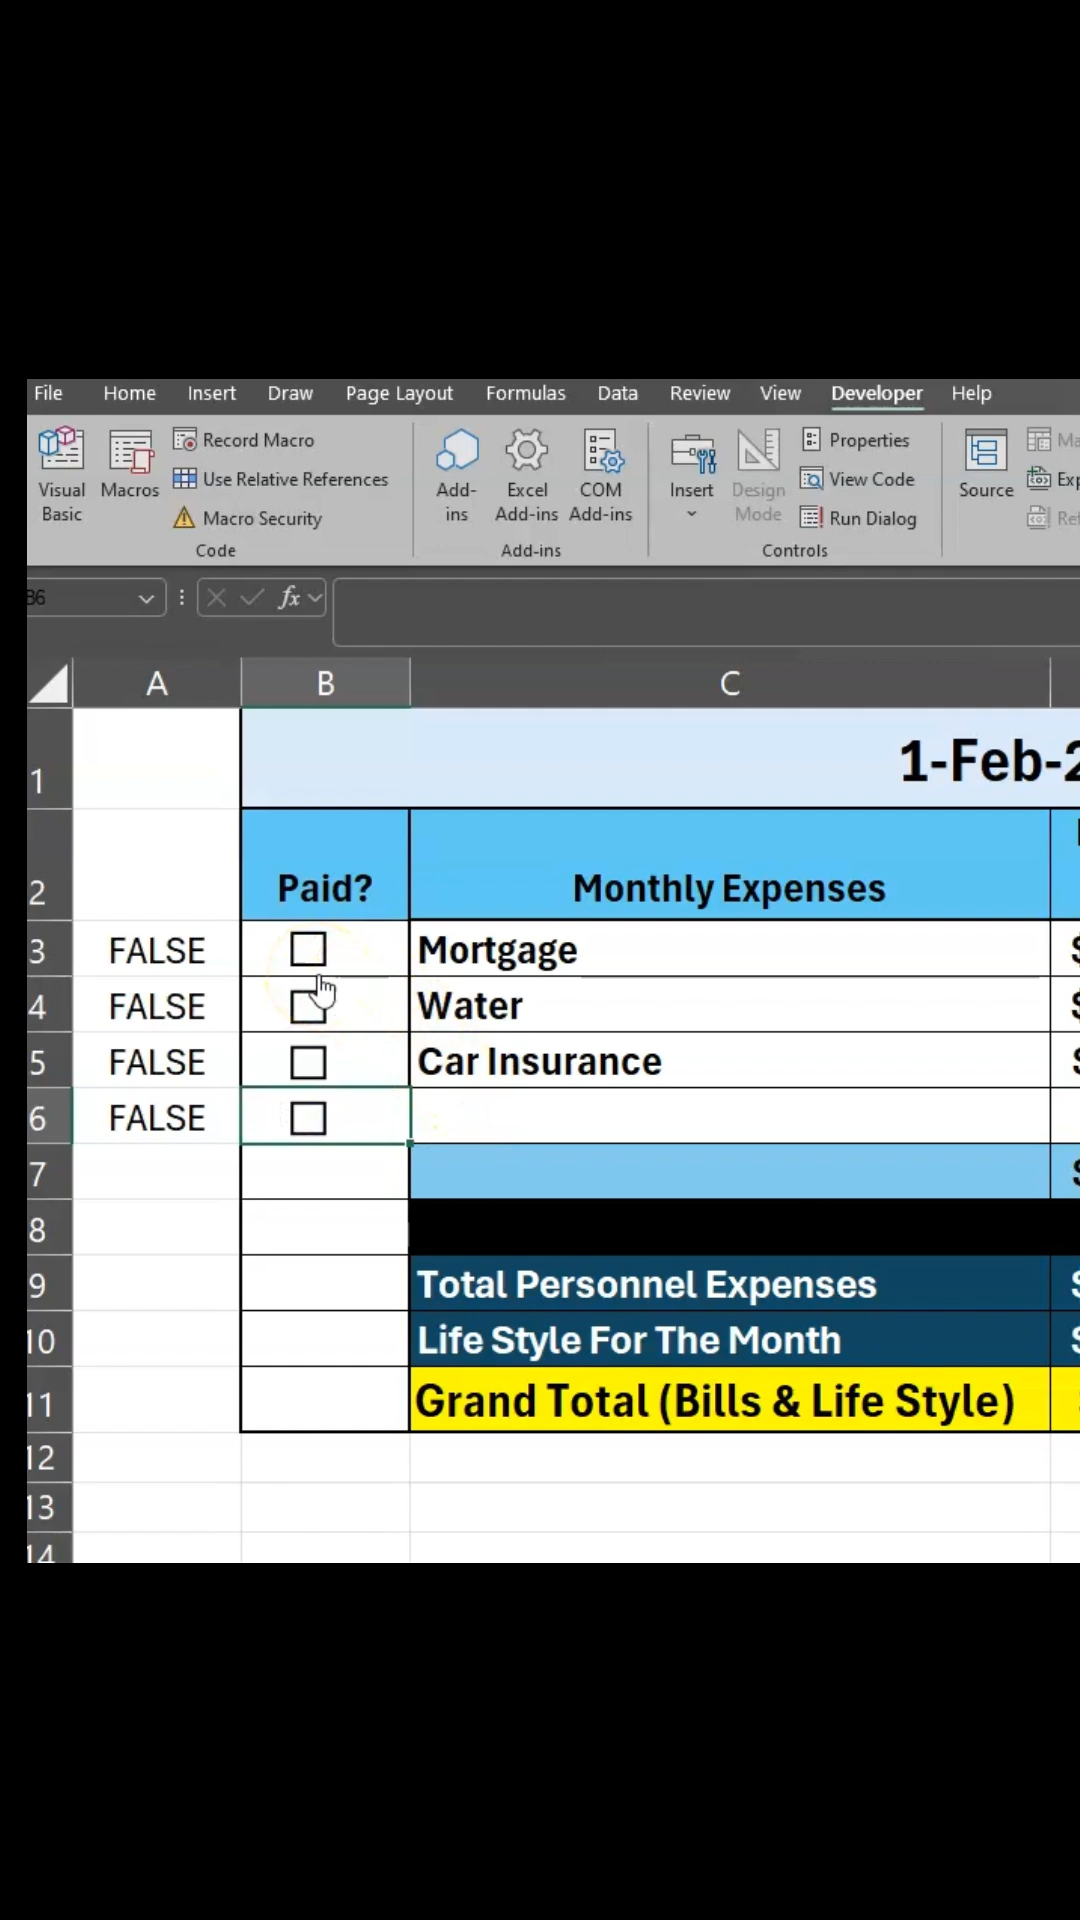 File Home Insert Draw Page Layout Formulas Data Review View Developer Help
Visual Basic
Macros
Record Macro
Use Relative References
Macro Security
Code
Add-ins
Excel Add-ins
COM Add-ins
Add-ins
Insert
Design Mode
Properties
View Code
Run Dialog
Controls
Source
B6
fx
A B C
1 1-Feb-2
2 Paid? Monthly Expenses
3 FALSE Mortgage $
4 FALSE Water $
5 FALSE Car Insurance $
6 FALSE
7 $
8
9 Total Personnel Expenses $
10 Life Style For The Month $
11 Grand Total (Bills & Life Style)
12
13
14